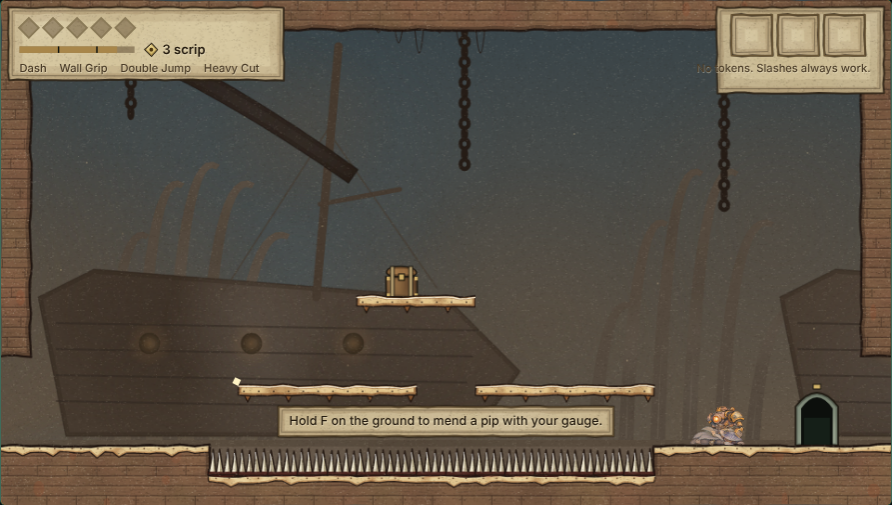 3 scrip
Dash Wall Grip Double Jump Heavy Cut
No tokens. Slashes always work.
Hold F on the ground to mend a pip with your gauge.